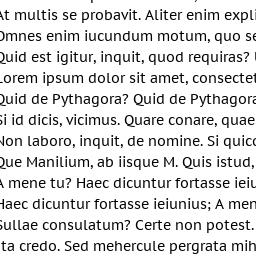 At multis se probavit. Aliter enim expli
Omnes enim iucundum motum, quo se
Quid est igitur, inquit, quod requiras?
Lorem ipsum dolor sit amet, consectet
Quid de Pythagora? Quid de Pythagora
Si id dicis, vicimus. Quare conare, quae
Non laboro, inquit, de nomine. Si quic
Que Manilium, ab iisque M. Quis istud,
A mene tu? Haec dicuntur fortasse ieiu
Haec dicuntur fortasse ieiunius; A men
Sullae consulatum? Certe non potest.
Ita credo. Sed mehercule pergrata mih